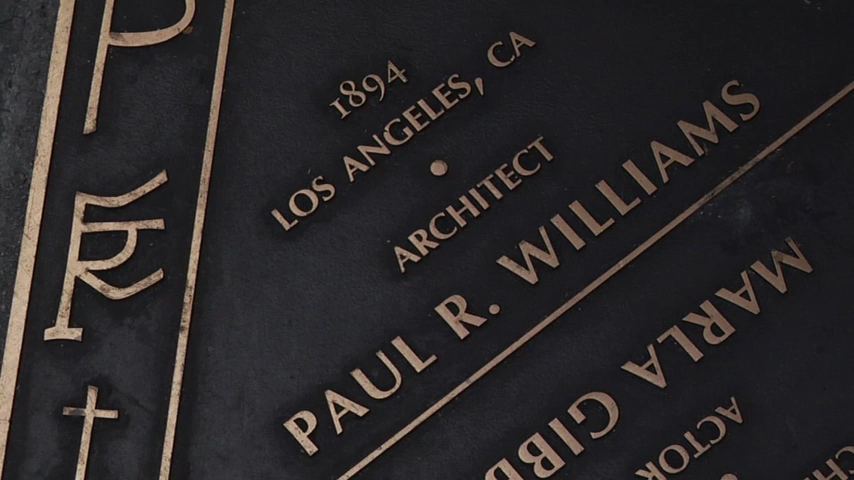 1894
LOS ANGELES, CA
ARCHITECT
PAUL R. WILLIAMS
MARLA
ACTOR